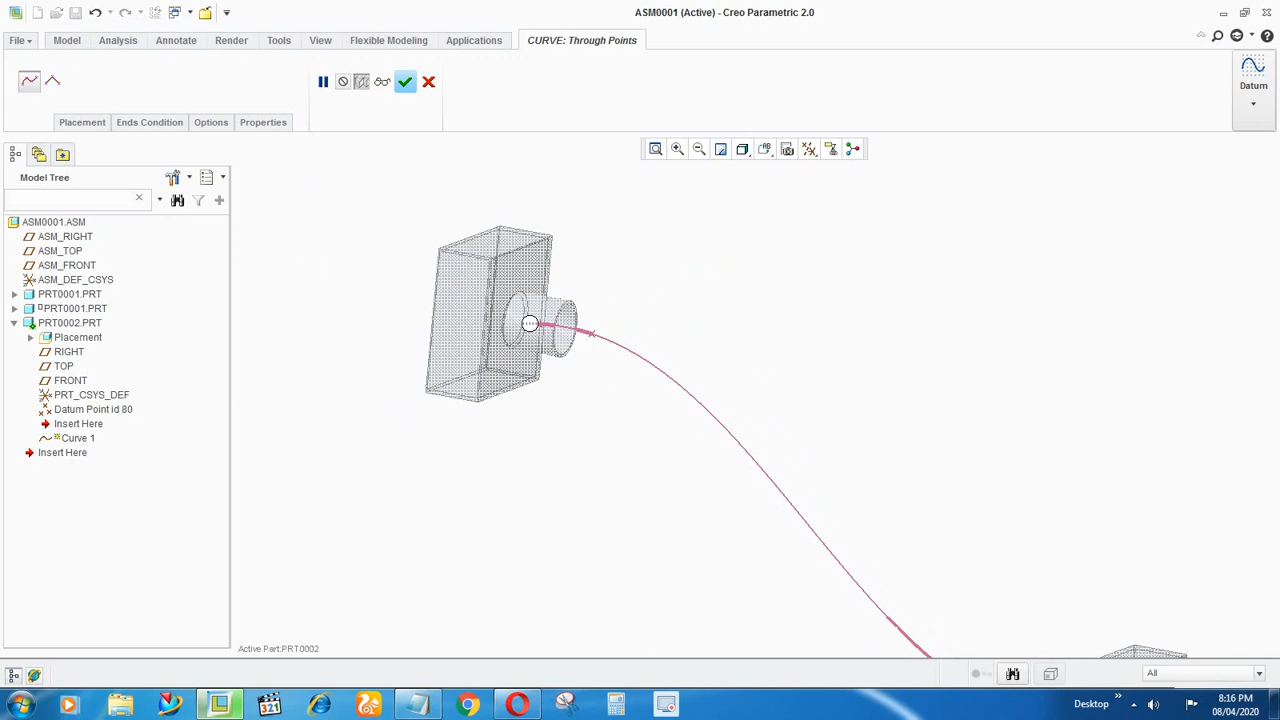 ASM0001 (Active) - Creo Parametric 2.0
File Model Analysis Annotate Render Tools View Flexible Modeling Applications CURVE: Through Points
Datum
Placement Ends Condition Options Properties
Model Tree
ASM0001.ASM
ASM_RIGHT
ASM_TOP
ASM_FRONT
ASM_DEF_CSYS
PRT0001.PRT
PRT0001.PRT
PRT0002.PRT
Placement
RIGHT
TOP
FRONT
PRT_CSYS_DEF
Datum Point id 80
Insert Here
Curve 1
Insert Here
Active Part:PRT0002
All
321
Desktop
8:16 PM
08/04/2020